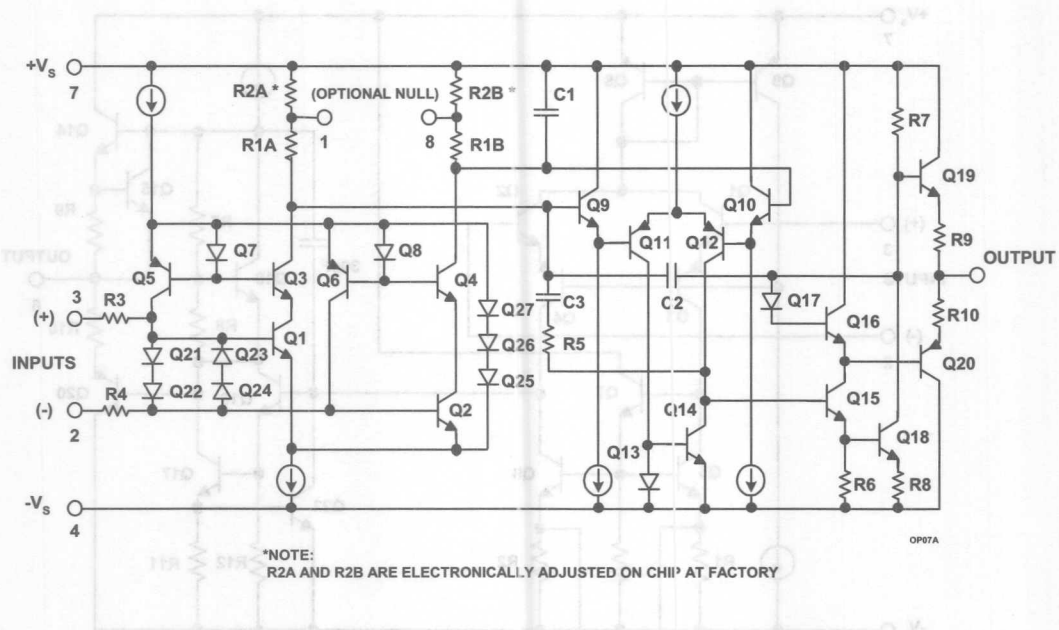 +Vs
7
R2A *
(OPTIONAL NULL)
R2B *
C1
1
8
R1A
R1B
R7
Q19
Q9
Q10
Q7
Q8
Q11
Q12
R9
OUTPUT
Q5
Q3
Q6
Q4
3
R3
(+)
C3
C2
Q17
Q16
R10
Q27
Q1
R5
Q26
Q20
INPUTS
Q21
Q23
Q25
Q22
Q24
(-)
R4
2
Q2
Q14
Q15
Q13
Q18
R6
R8
-Vs
4
OP07A
*NOTE:
R2A AND R2B ARE ELECTRONICALLY ADJUSTED ON CHIP AT FACTORY